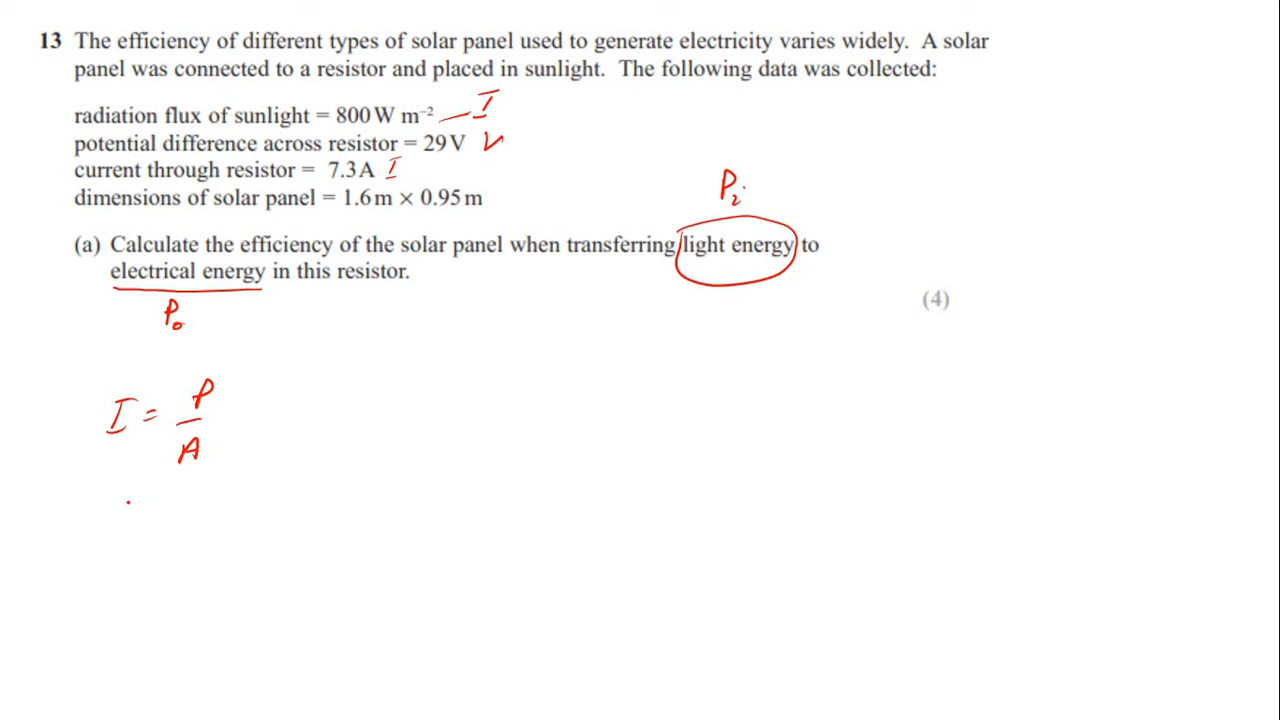 13 The efficiency of different types of solar panel used to generate electricity varies widely. A solar
panel was connected to a resistor and placed in sunlight. The following data was collected:
radiation flux of sunlight = 800 W m⁻² — I
potential difference across resistor = 29 V V
current through resistor = 7.3 A I
dimensions of solar panel = 1.6 m × 0.95 m
P₂
(a) Calculate the efficiency of the solar panel when transferring light energy to
electrical energy in this resistor.
(4)
P₀
I = P
A